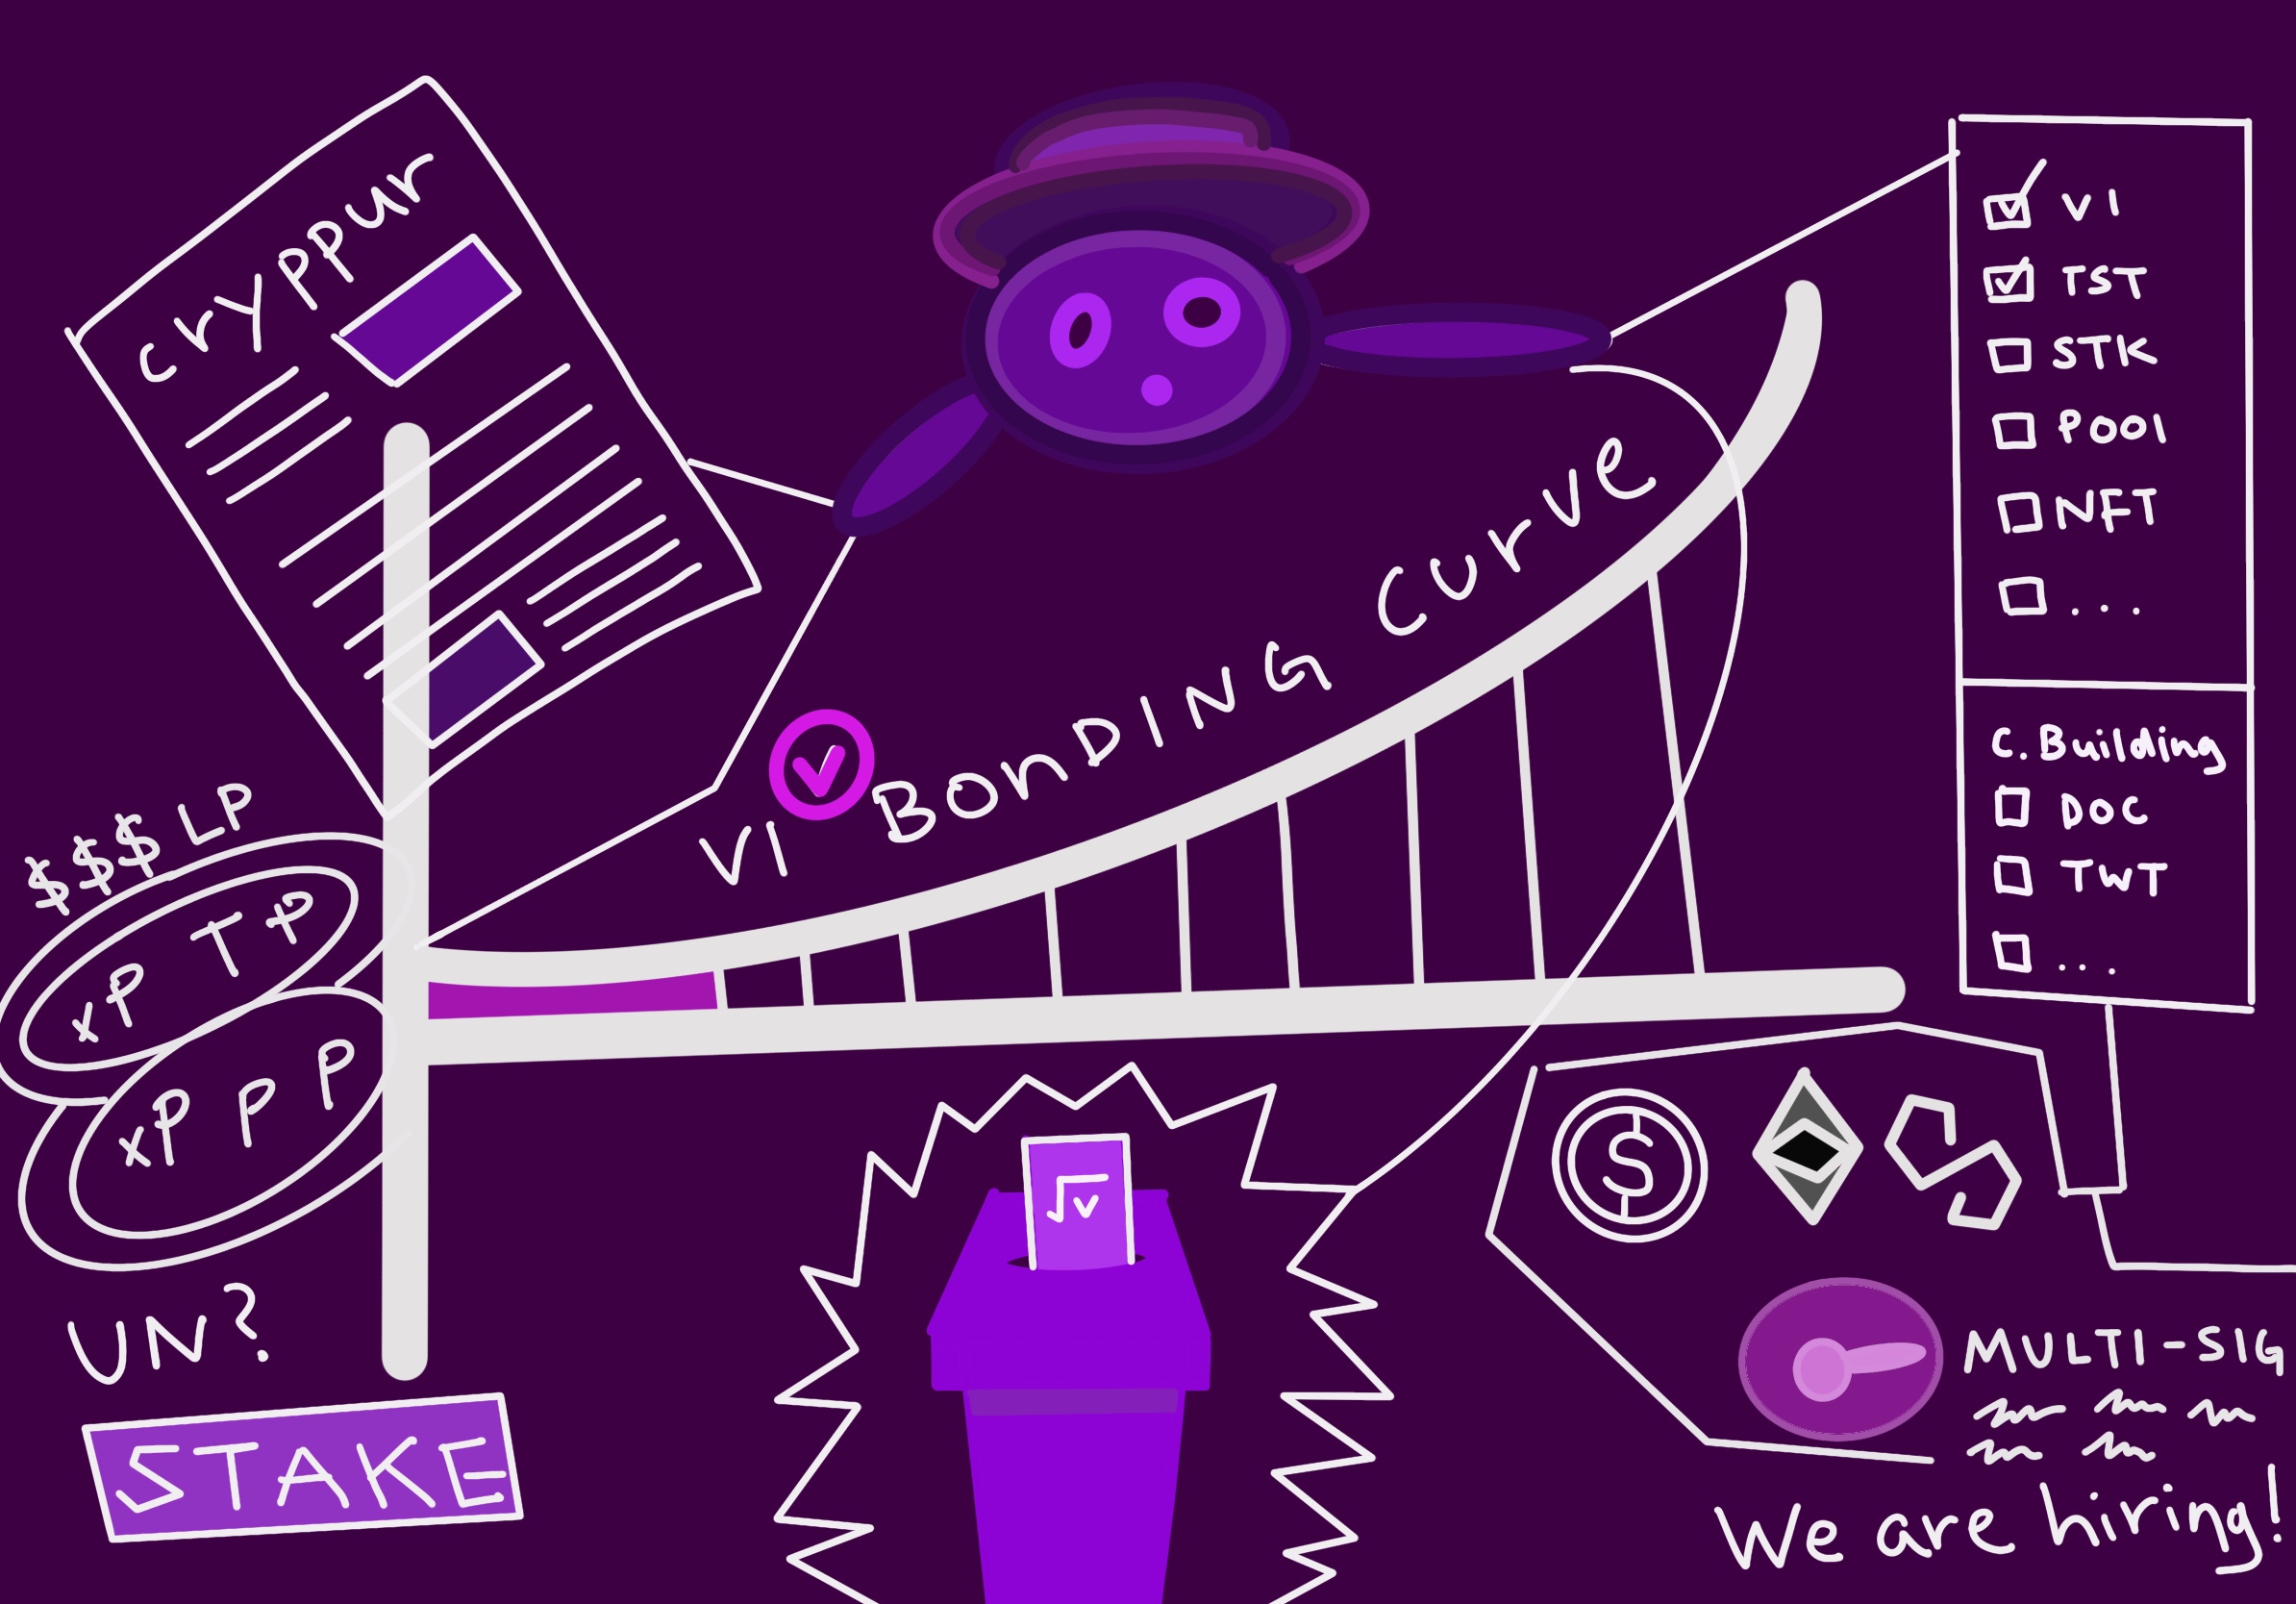 crYPPur
V1
TST
STK
POOl
NFT
...
C. Building
DOC
TWT
...
V1 BonDING Curve
$$$ LP
xP T P
xP P P
UN?
STAKE
√v
$
MULTI-SIG
We are hiring!